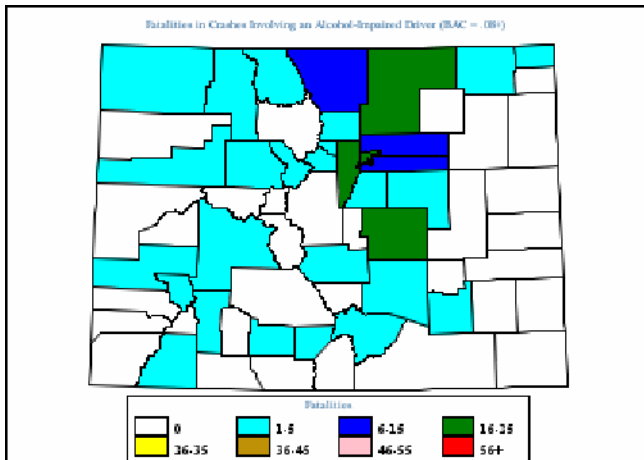 Fatalities in Crashes Involving an Alcohol-Impaired Driver (BAC = .08+)
Fatalities
0 1-5 6-15 16-25
36-35 36-45 46-55 56+